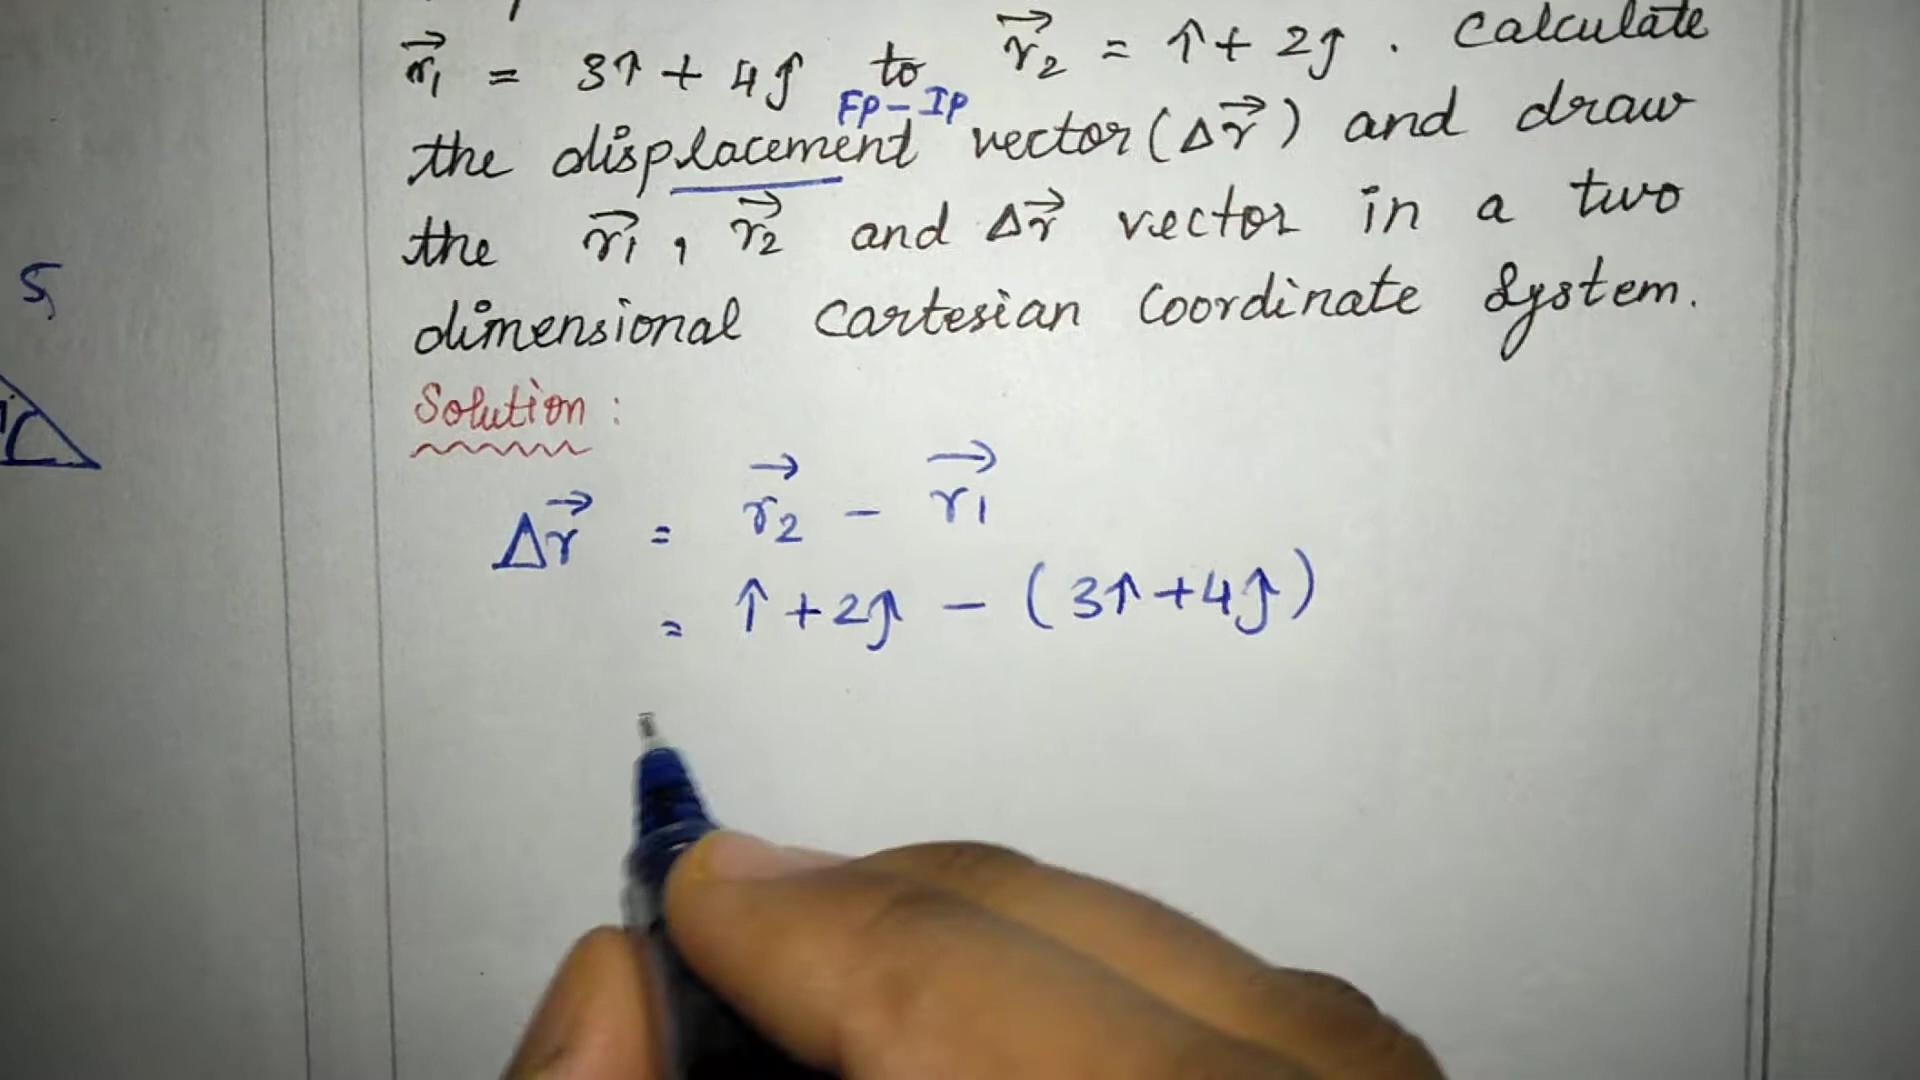 r⃗₁ = 3î + 4ĵ to r⃗₂ = î + 2ĵ . Calculate
Fp - Ip
the displacement vector (Δr⃗) and draw
the r⃗₁ , r⃗₂ and Δr⃗ vector in a two
dimensional Cartesian Coordinate System.
Solution :
Δr⃗ = r⃗₂ - r⃗₁
= î + 2ĵ - (3î + 4ĵ)
5